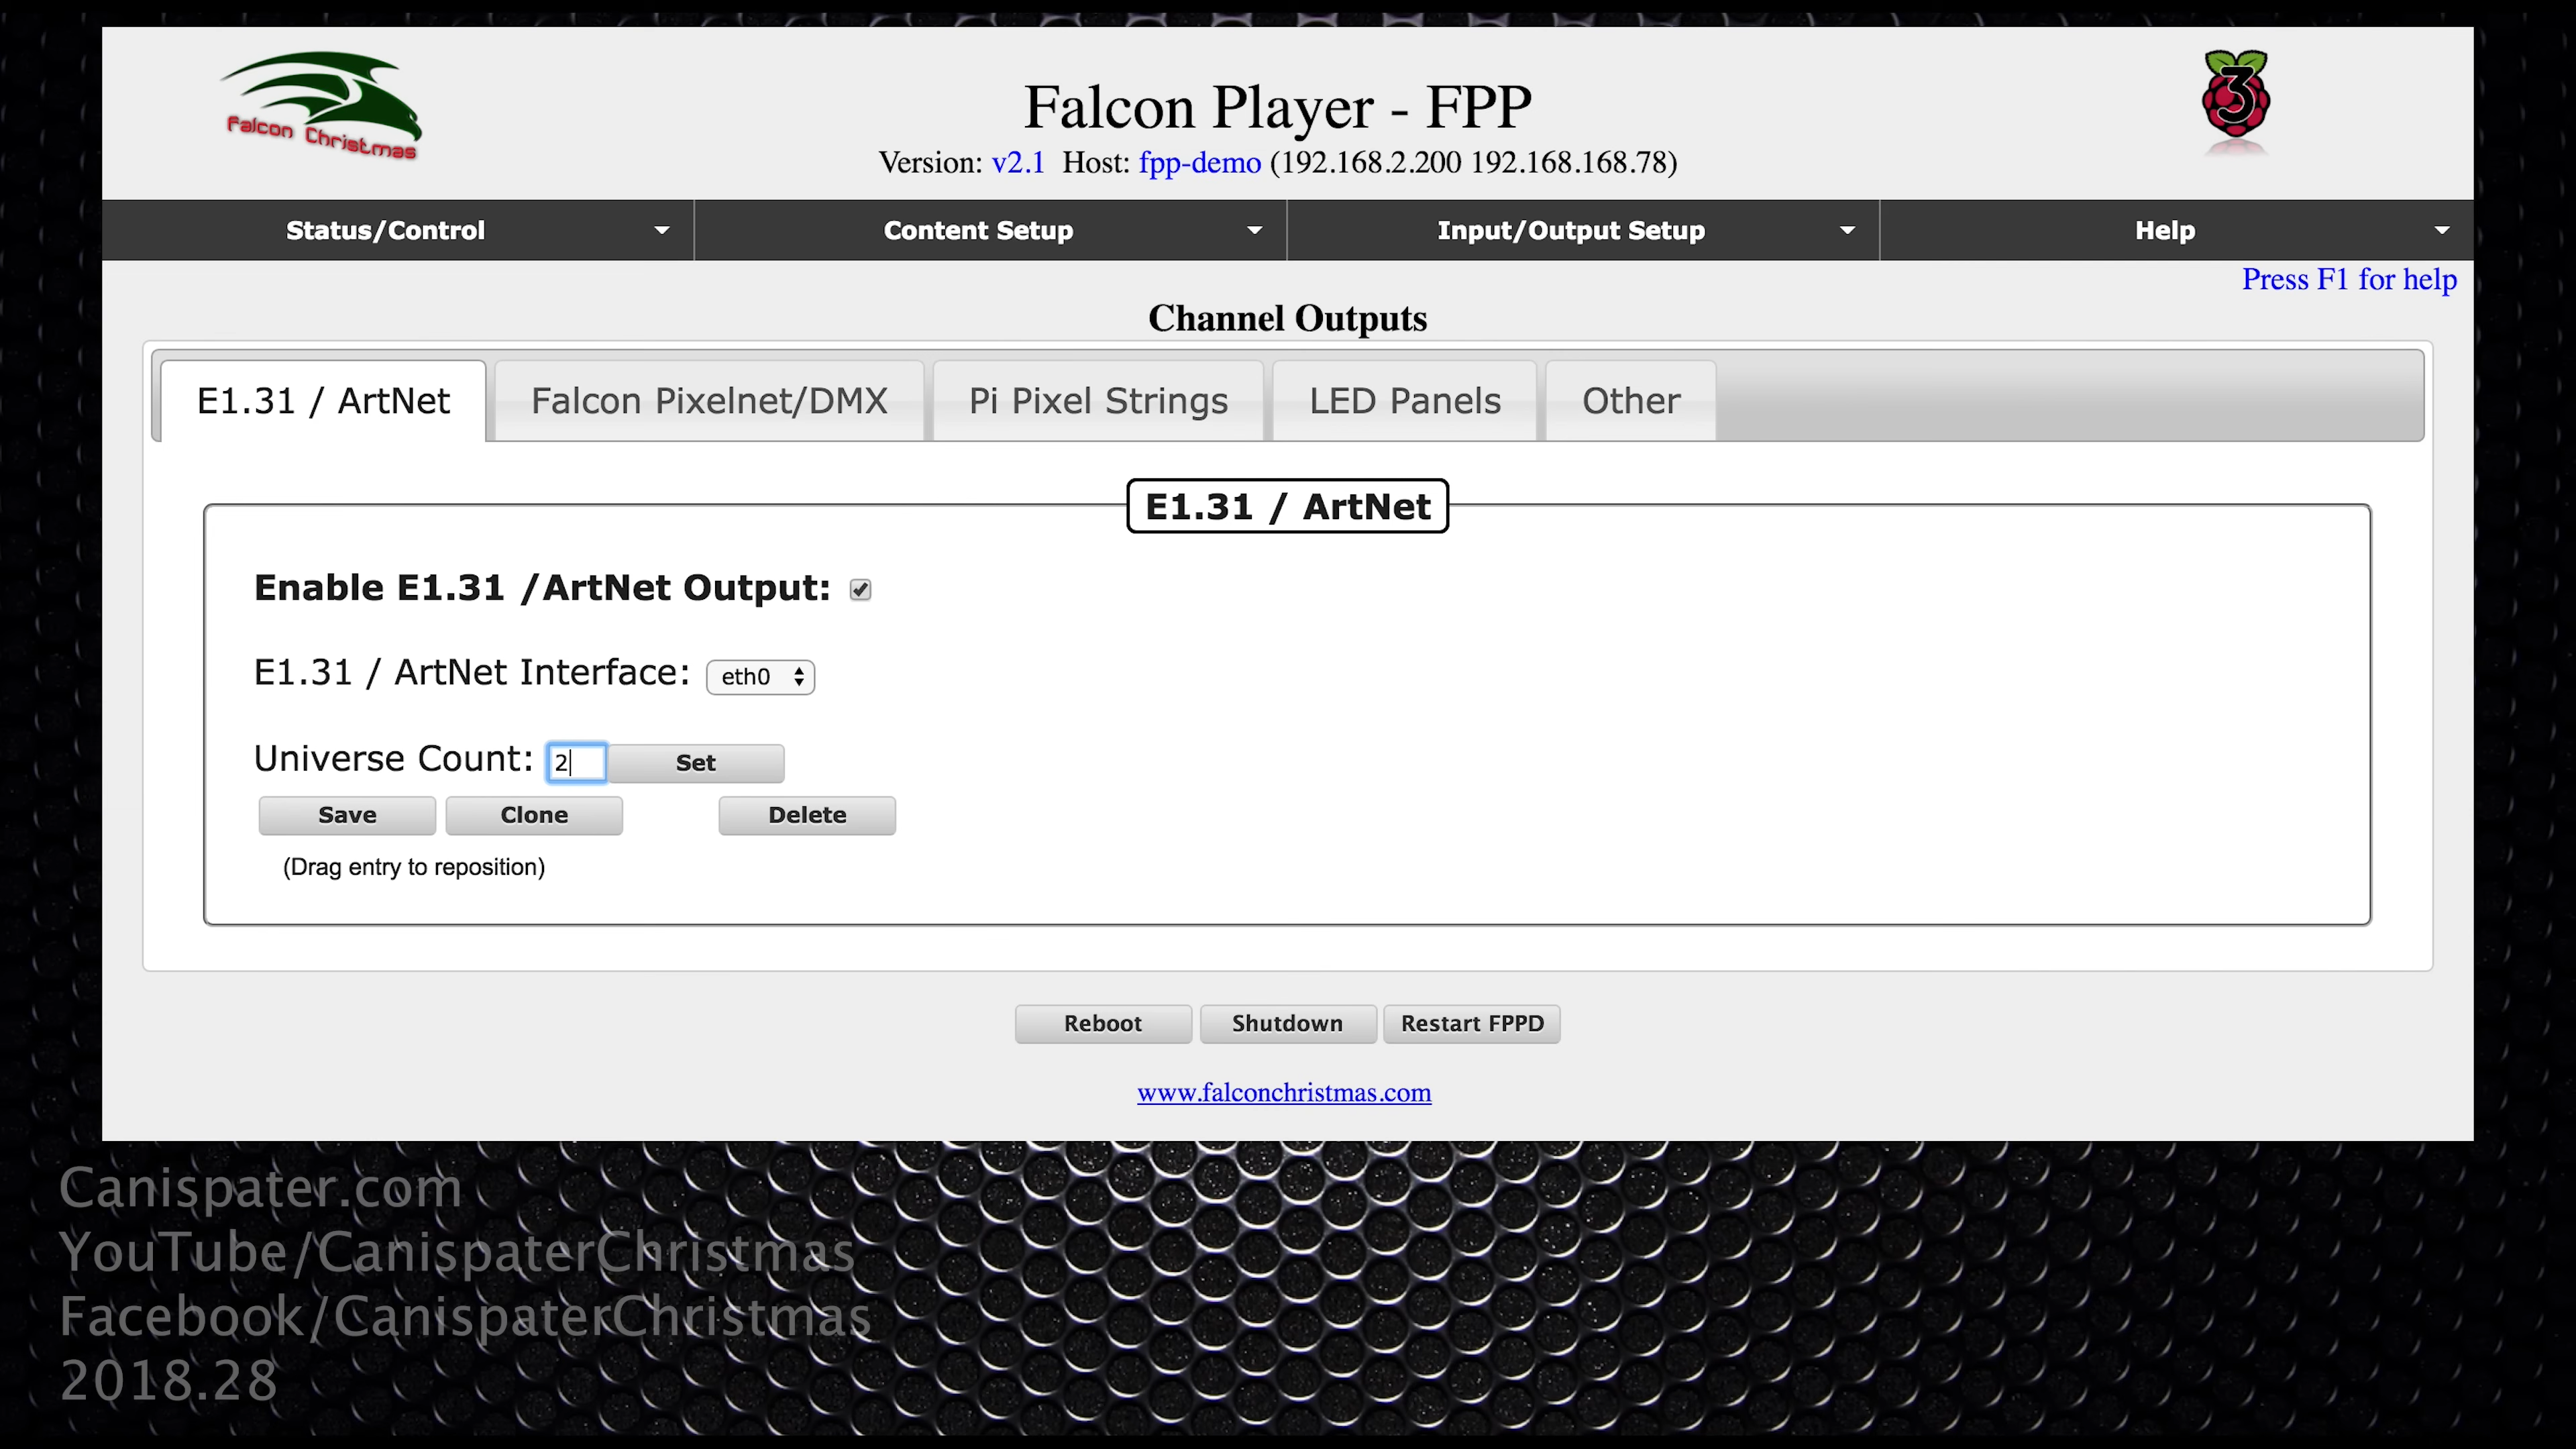 Falcon Christmas
Falcon Player - FPP
3
Version: v2.1 Host: fpp-demo (192.168.2.200 192.168.168.78)
Status/Control Content Setup Input/Output Setup Help
Press F1 for help
Channel Outputs
E1.31 / ArtNet Falcon Pixelnet/DMX Pi Pixel Strings LED Panels Other
E1.31 / ArtNet
Enable E1.31 /ArtNet Output:
E1.31 / ArtNet Interface: eth0
Universe Count: 2 Set
Save Clone Delete
(Drag entry to reposition)
Reboot Shutdown Restart FPPD
www.falconchristmas.com
Canispater.com
YouTube/CanispaterChristmas
Facebook/CanispaterChristmas
2018.28